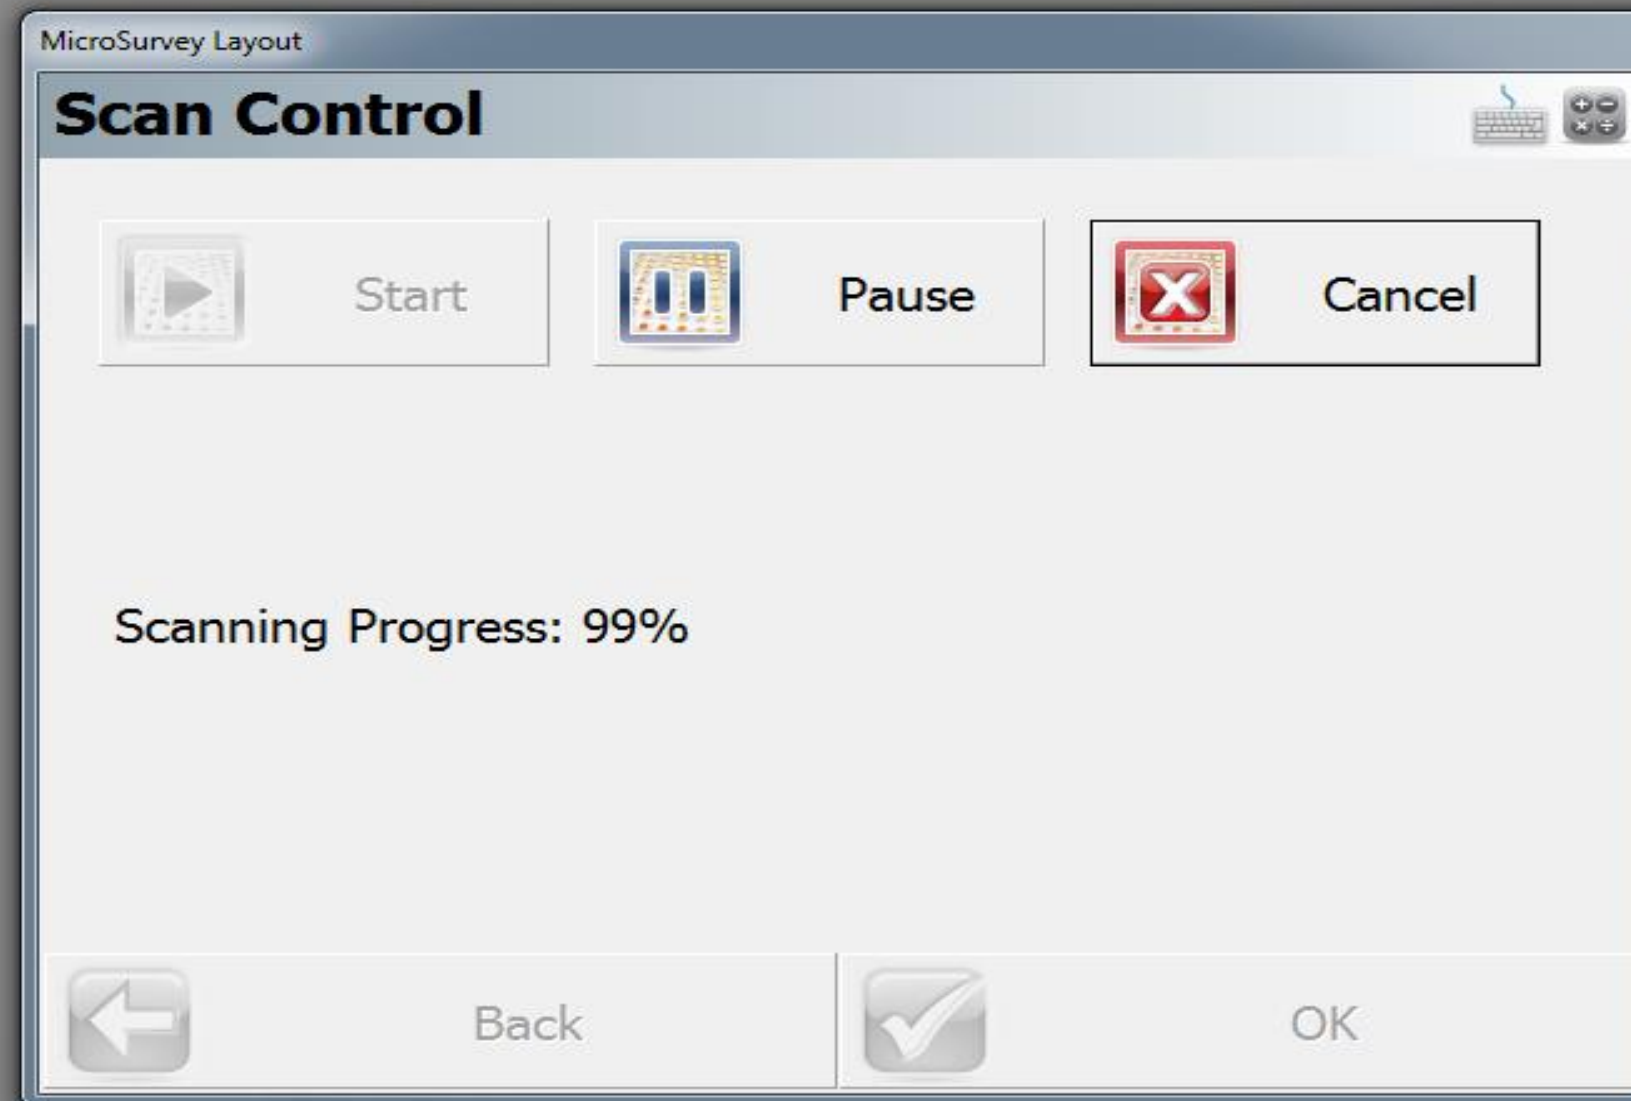 MicroSurvey Layout
Scan Control
Start Pause Cancel
Scanning Progress: 99%
Back OK